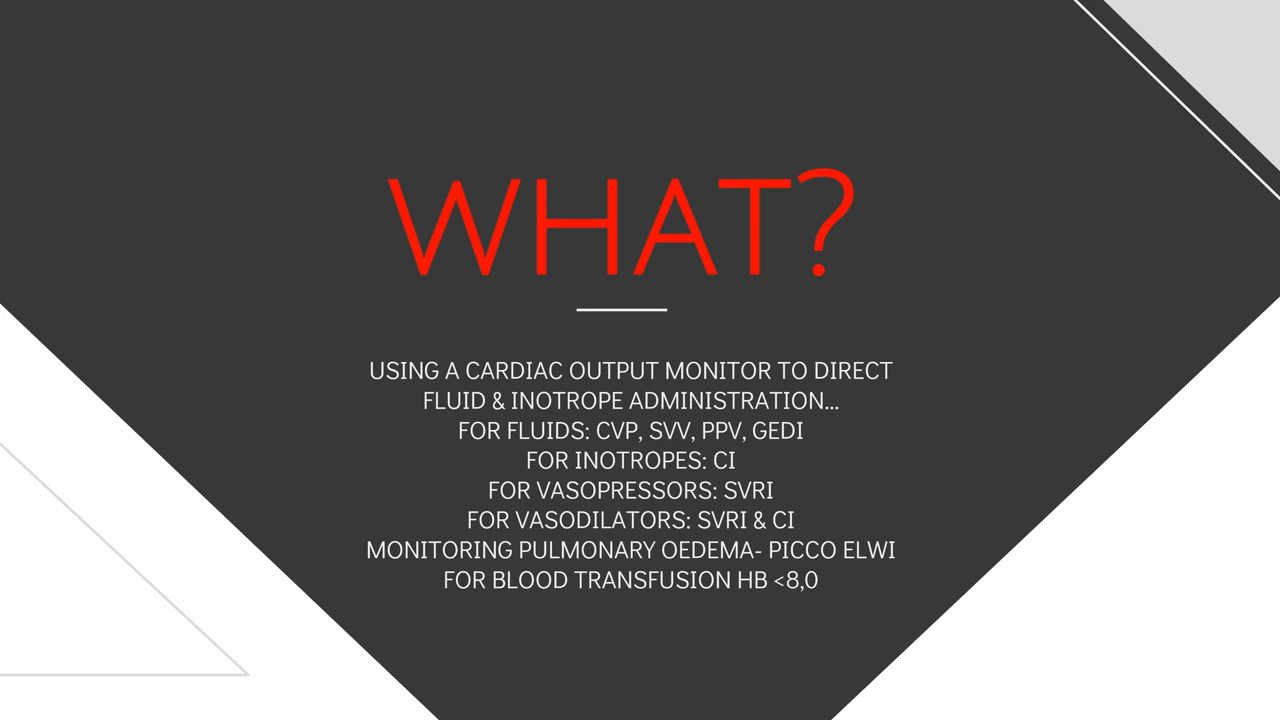 WHAT?
USING A CARDIAC OUTPUT MONITOR TO DIRECT
FLUID & INOTROPE ADMINISTRATION...
FOR FLUIDS: CVP, SVV, PPV, GEDI
FOR INOTROPES: CI
FOR VASOPRESSORS: SVRI
FOR VASODILATORS: SVRI & CI
MONITORING PULMONARY OEDEMA- PICCO ELWI
FOR BLOOD TRANSFUSION HB <8,0